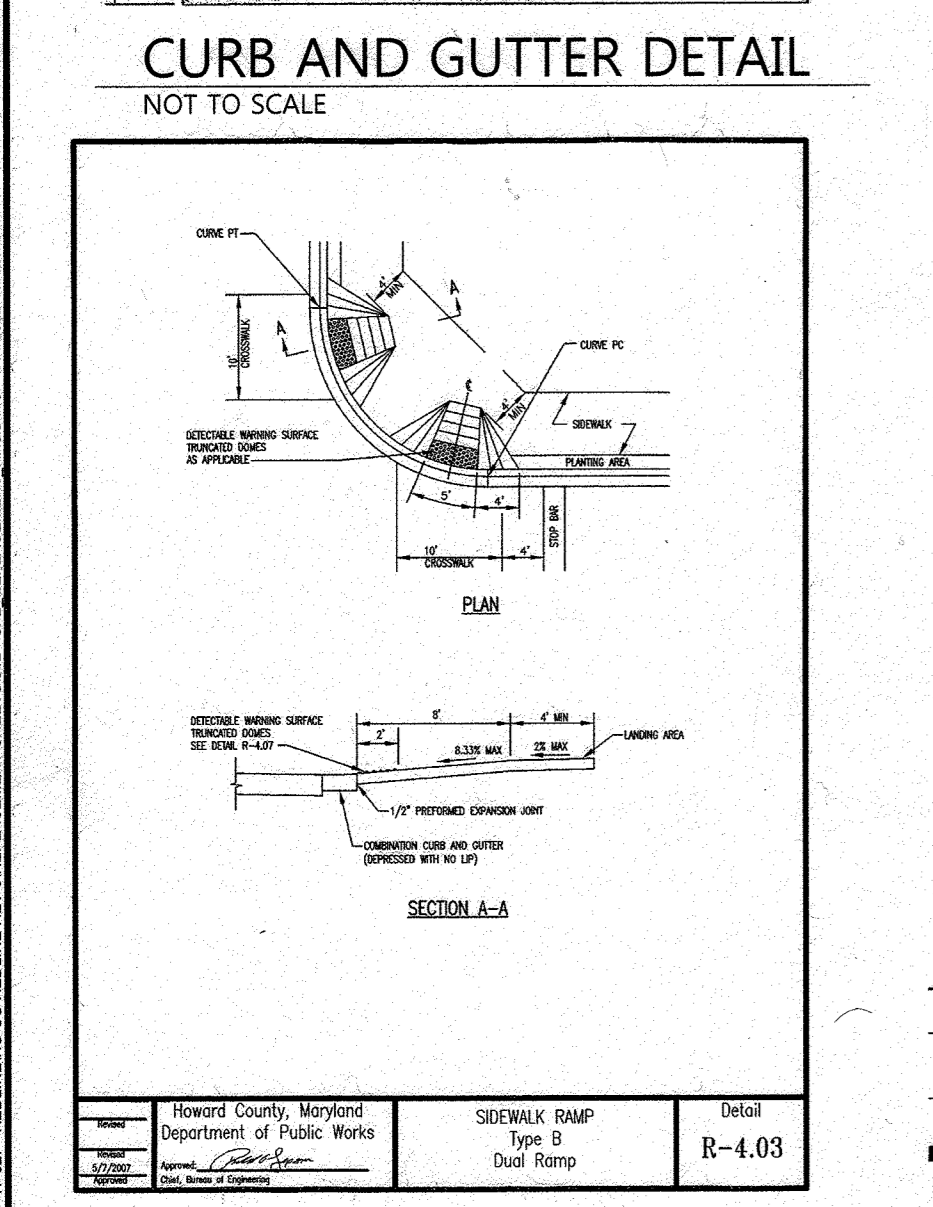 CURB AND GUTTER DETAIL
NOT TO SCALE
CURVE PT
4'
MIN
A
A
10'
CROSSWALK
CURVE PC
℄
4'
MIN
SIDEWALK
DETECTABLE WARNING SURFACE
TRUNCATED DOMES
AS APPLICABLE
PLANTING AREA
5'
4'
STOP BAR
10'
CROSSWALK
4'
PLAN
DETECTABLE WARNING SURFACE
TRUNCATED DOMES
SEE DETAIL R-4.07
8'
4' MIN
2'
LANDING AREA
8.33% MAX
2% MAX
1/2" PREFORMED EXPANSION JOINT
COMBINATION CURB AND GUTTER
(DEPRESSED WITH NO LIP)
SECTION A-A
Revised
Revised
5/7/2007
Approved
Howard County, Maryland
Department of Public Works
Approved:
Chief, Bureau of Engineering
SIDEWALK RAMP
Type B
Dual Ramp
Detail
R-4.03